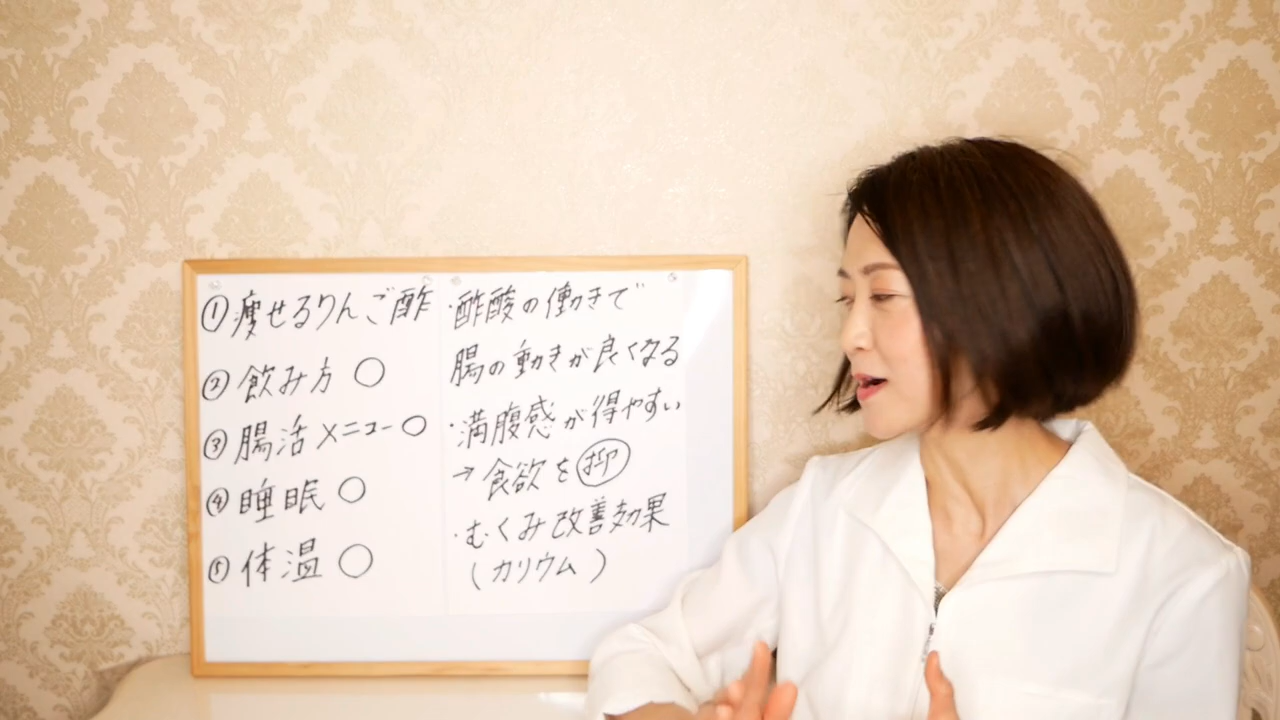 ①痩せるりんご酢
②飲み方 ○
③腸活メニュー○
④睡眠 ○
⑤体温 ○
・酢酸の働きで
腸の動きが良くなる
・満腹感が得やすい
→食欲を抑
・むくみ改善効果
(カリウム)